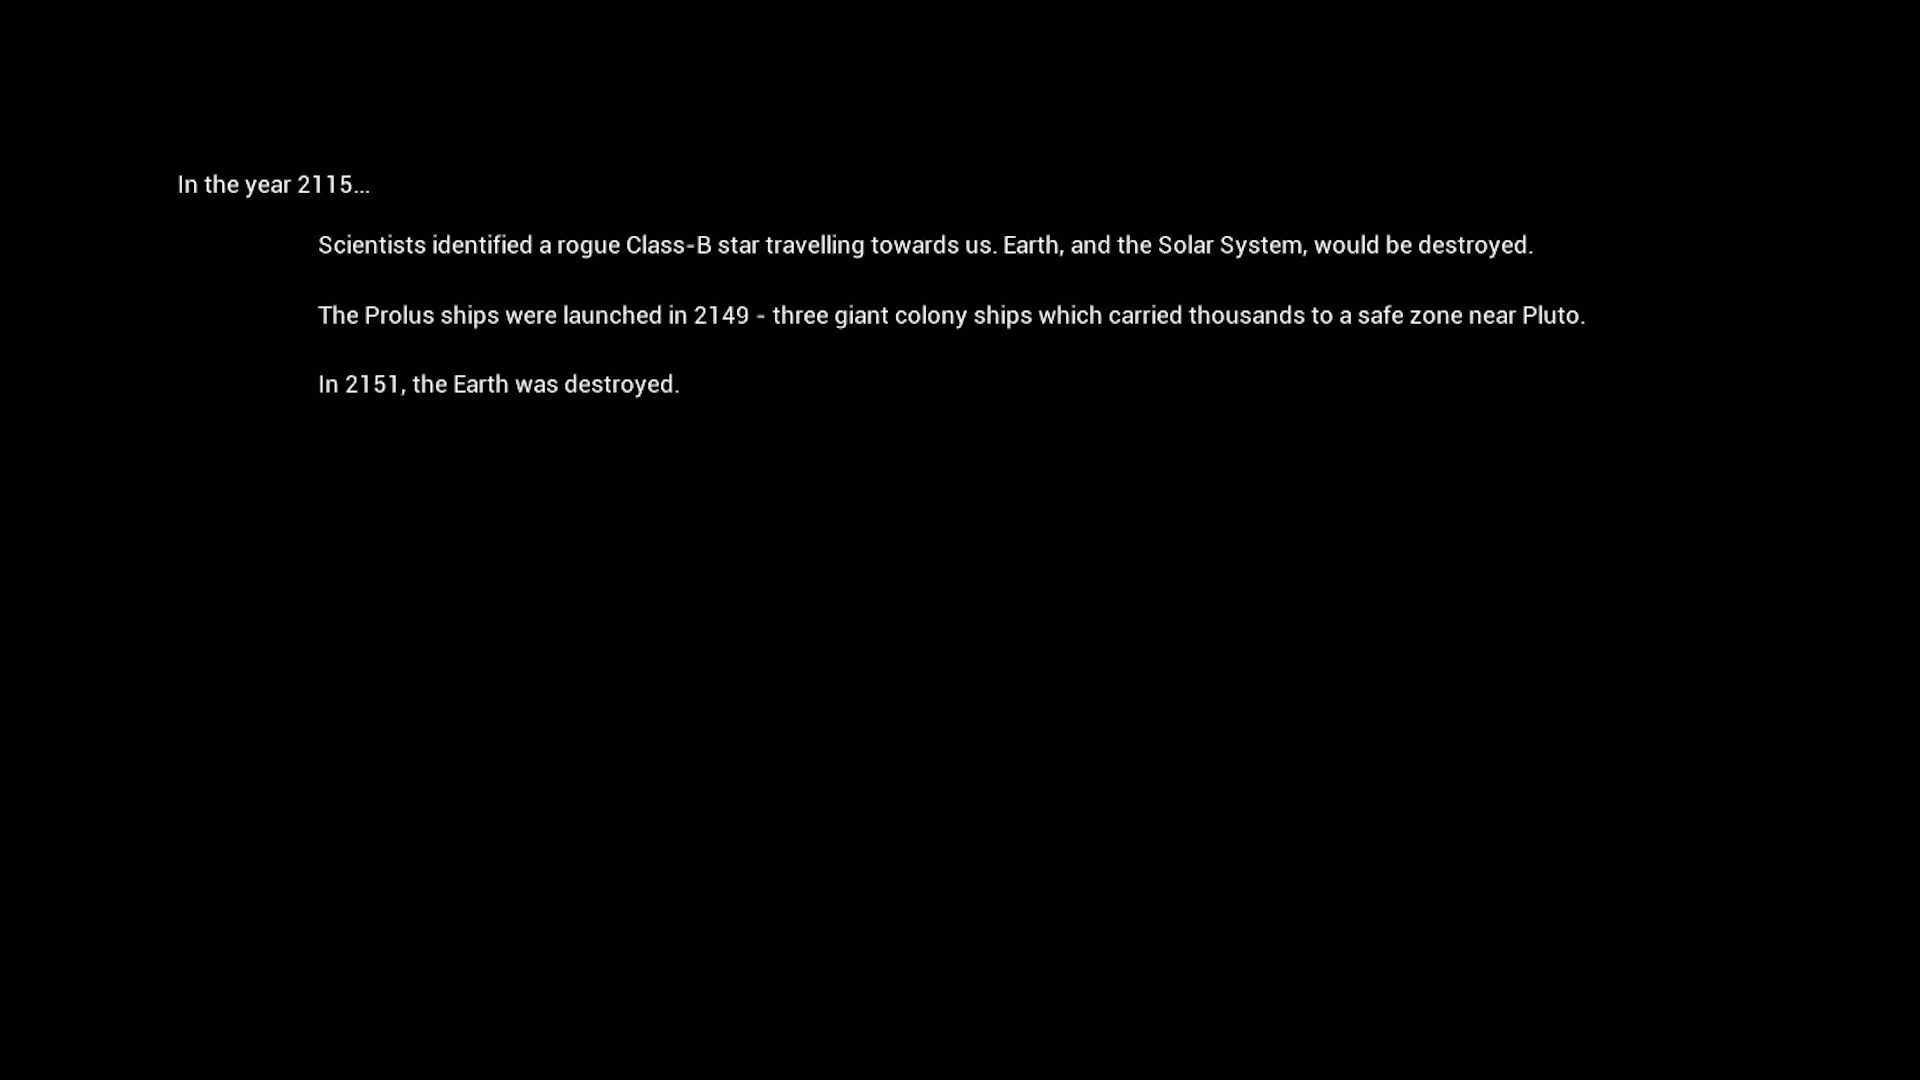 In the year 2115...
Scientists identified a rogue Class-B star travelling towards us. Earth, and the Solar System, would be destroyed.
The Prolus ships were launched in 2149 - three giant colony ships which carried thousands to a safe zone near Pluto.
In 2151, the Earth was destroyed.